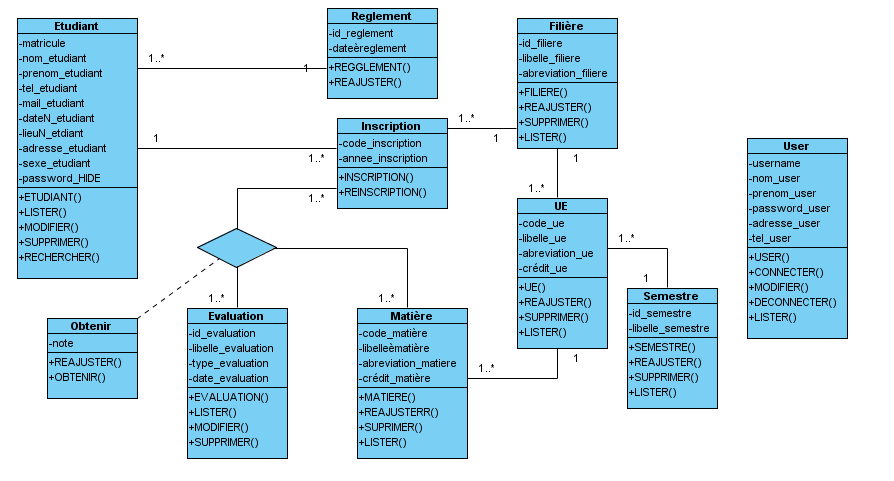 Etudiant
-matricule
-nom_etudiant
-prenom_etudiant
-tel_etudiant
-mail_etudiant
-dateN_etudiant
-lieuN_etdiant
-adresse_etudiant
-sexe_etudiant
-password_HIDE
+ETUDIANT()
+LISTER()
+MODIFIER()
+SUPPRIMER()
+RECHERCHER()
1..*
1
Reglement
-id_reglement
-dateèreglement
+REGGLEMENT()
+REAJUSTER()
1
1..*
Inscription
-code_inscription
-annee_inscription
+INSCRIPTION()
+REINSCRIPTION()
1..*
1..*
1
Filière
-id_filiere
-libelle_filiere
-abreviation_filiere
+FILIERE()
+REAJUSTER()
+SUPPRIMER()
+LISTER()
1
1..*
UE
-code_ue
-libelle_ue
-abreviation_ue
-crédit_ue
+UE()
+REAJUSTER()
+SUPPRIMER()
+LISTER()
1..*
1
1
1..*
Semestre
-id_semestre
-libelle_semestre
+SEMESTRE()
+REAJUSTER()
+SUPPRIMER()
+LISTER()
User
-username
-nom_user
-prenom_user
-password_user
-adresse_user
-tel_user
+USER()
+CONNECTER()
+MODIFIER()
+DECONNECTER()
+LISTER()
Obtenir
-note
+REAJUSTER()
+OBTENIR()
1..*
Evaluation
-id_evaluation
-libelle_evaluation
-type_evaluation
-date_evaluation
+EVALUATION()
+LISTER()
+MODIFIER()
+SUPPRIMER()
1..*
Matière
-code_matière
-libelleèmatière
-abreviation_matiere
-crédit_matière
+MATIERE()
+REAJUSTERR()
+SUPRIMER()
+LISTER()